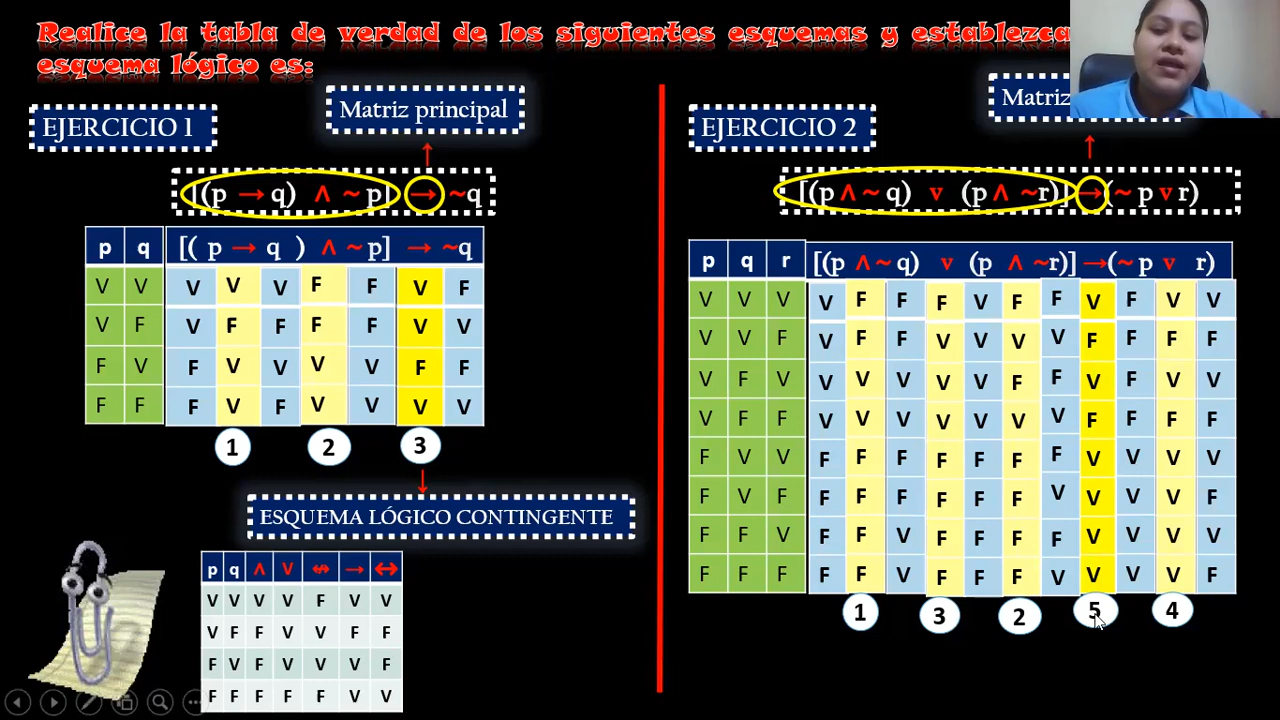 Realice la tabla de verdad de los siguientes esquemas y establezca
esquema lógico es:
EJERCICIO 1
Matriz principal
[(p → q) ∧ ~ p] → ~q
p q [( p → q ) ∧ ~ p] → ~q
V V V V V F F V F
V F V F F F F V V
F V F V V V V F F
F F F V F V V V V
1 2 3
ESQUEMA LÓGICO CONTINGENTE
p q ∧ v ↮ → ↔
V V V V F V V
V F F V V F F
F V F V V V F
F F F F F V V
EJERCICIO 2
Matriz
[(p ∧ ~ q) v (p ∧ ~r)] → (~ p v r)
p q r [(p ∧ ~ q) v (p ∧ ~r)] → (~ p v r)
V V V V F F F V F F V F V V
V V F V F F V V V V F F F F
V F V V V V V V F F V F V V
V F F V V V V V V V F F F F
F V V F F F F F F F V V V V
F V F F F F F F F V V V V F
F F V F F V F F F F V V V V
F F F F F V F F F V V V V F
1 3 2 5 4